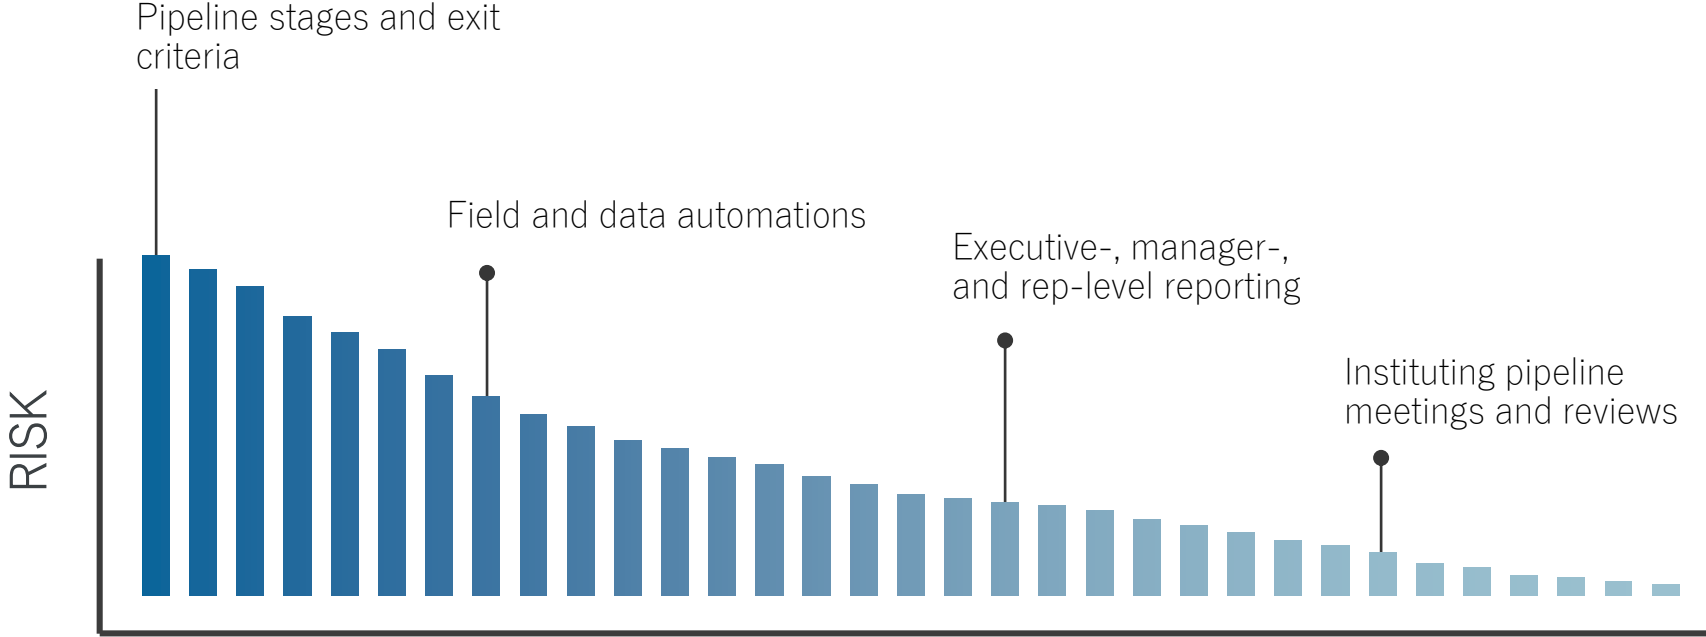 Pipeline stages and exit
criteria
Field and data automations
Executive-, manager-,
and rep-level reporting
Instituting pipeline
meetings and reviews
RISK